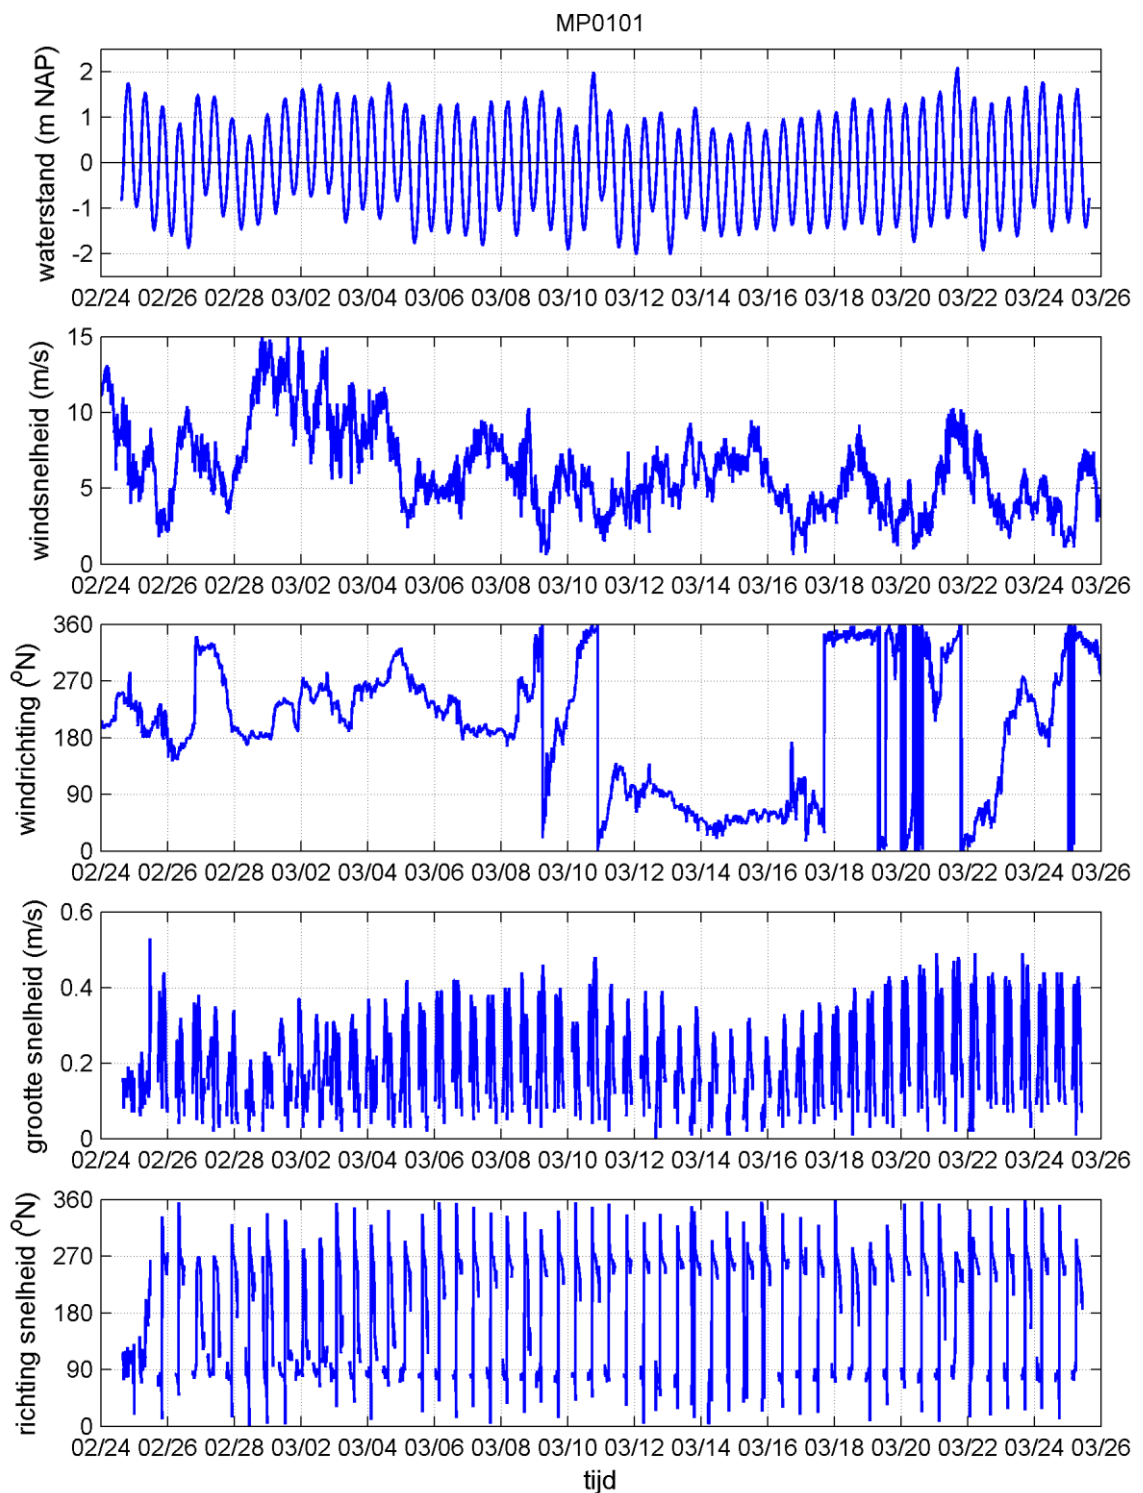 MP0101
waterstand (m NAP)
2
1
0
-1
-2
02/24 02/26 02/28 03/02 03/04 03/06 03/08 03/10 03/12 03/14 03/16 03/18 03/20 03/22 03/24 03/26
windsnelheid (m/s)
15
10
5
0
02/24 02/26 02/28 03/02 03/04 03/06 03/08 03/10 03/12 03/14 03/16 03/18 03/20 03/22 03/24 03/26
windrichting (⁰N)
360
270
180
90
0
02/24 02/26 02/28 03/02 03/04 03/06 03/08 03/10 03/12 03/14 03/16 03/18 03/20 03/22 03/24 03/26
grootte snelheid (m/s)
0.6
0.4
0.2
0
02/24 02/26 02/28 03/02 03/04 03/06 03/08 03/10 03/12 03/14 03/16 03/18 03/20 03/22 03/24 03/26
richting snelheid (⁰N)
360
270
180
90
0
02/24 02/26 02/28 03/02 03/04 03/06 03/08 03/10 03/12 03/14 03/16 03/18 03/20 03/22 03/24 03/26
tijd